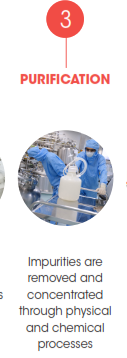 3
PURIFICATION
Impurities are
removed and
concentrated
through physical
and chemical
processes